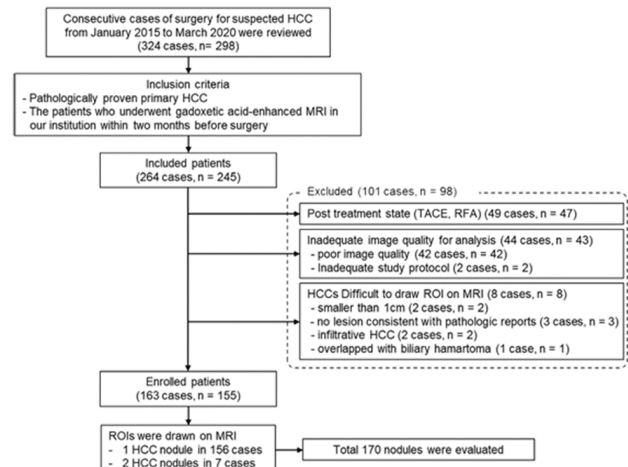 Consecutive cases of surgery for suspected HCC
from January 2015 to March 2020 were reviewed
(324 cases, n= 298)
Inclusion criteria
- Pathologically proven primary HCC
- The patients who underwent gadoxetic acid-enhanced MRI in
our institution within two months before surgery
Included patients
(264 cases, n = 245)
Excluded (101 cases, n = 98)
Post treatment state (TACE, RFA) (49 cases, n = 47)
Inadequate image quality for analysis (44 cases, n = 43)
- poor image quality (42 cases, n = 42)
- Inadequate study protocol (2 cases, n = 2)
HCCs Difficult to draw ROI on MRI (8 cases, n = 8)
- smaller than 1cm (2 cases, n = 2)
- no lesion consistent with pathologic reports (3 cases, n = 3)
- infiltrative HCC (2 cases, n = 2)
- overlapped with biliary hamartoma (1 case, n = 1)
Enrolled patients
(163 cases, n = 155)
ROIs were drawn on MRI
- 1 HCC nodule in 156 cases
- 2 HCC nodules in 7 cases
Total 170 nodules were evaluated